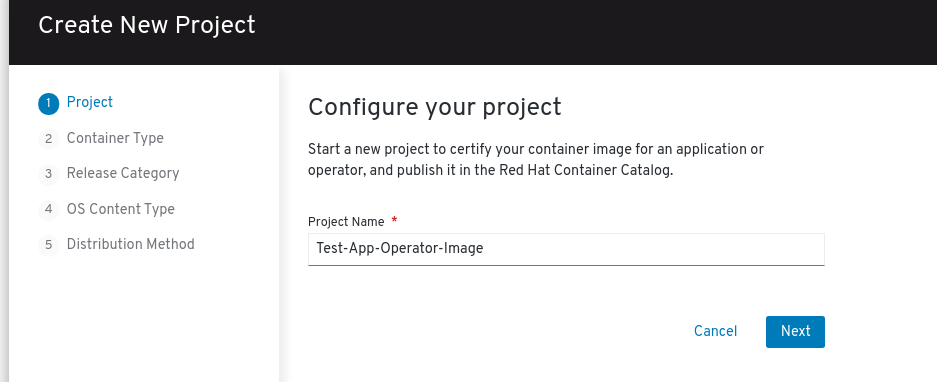 Create New Project
1 Project
2 Container Type
3 Release Category
4 OS Content Type
5 Distribution Method
Configure your project
Start a new project to certify your container image for an application or
operator, and publish it in the Red Hat Container Catalog.
Project Name *
Test-App-Operator-Image
Cancel
Next